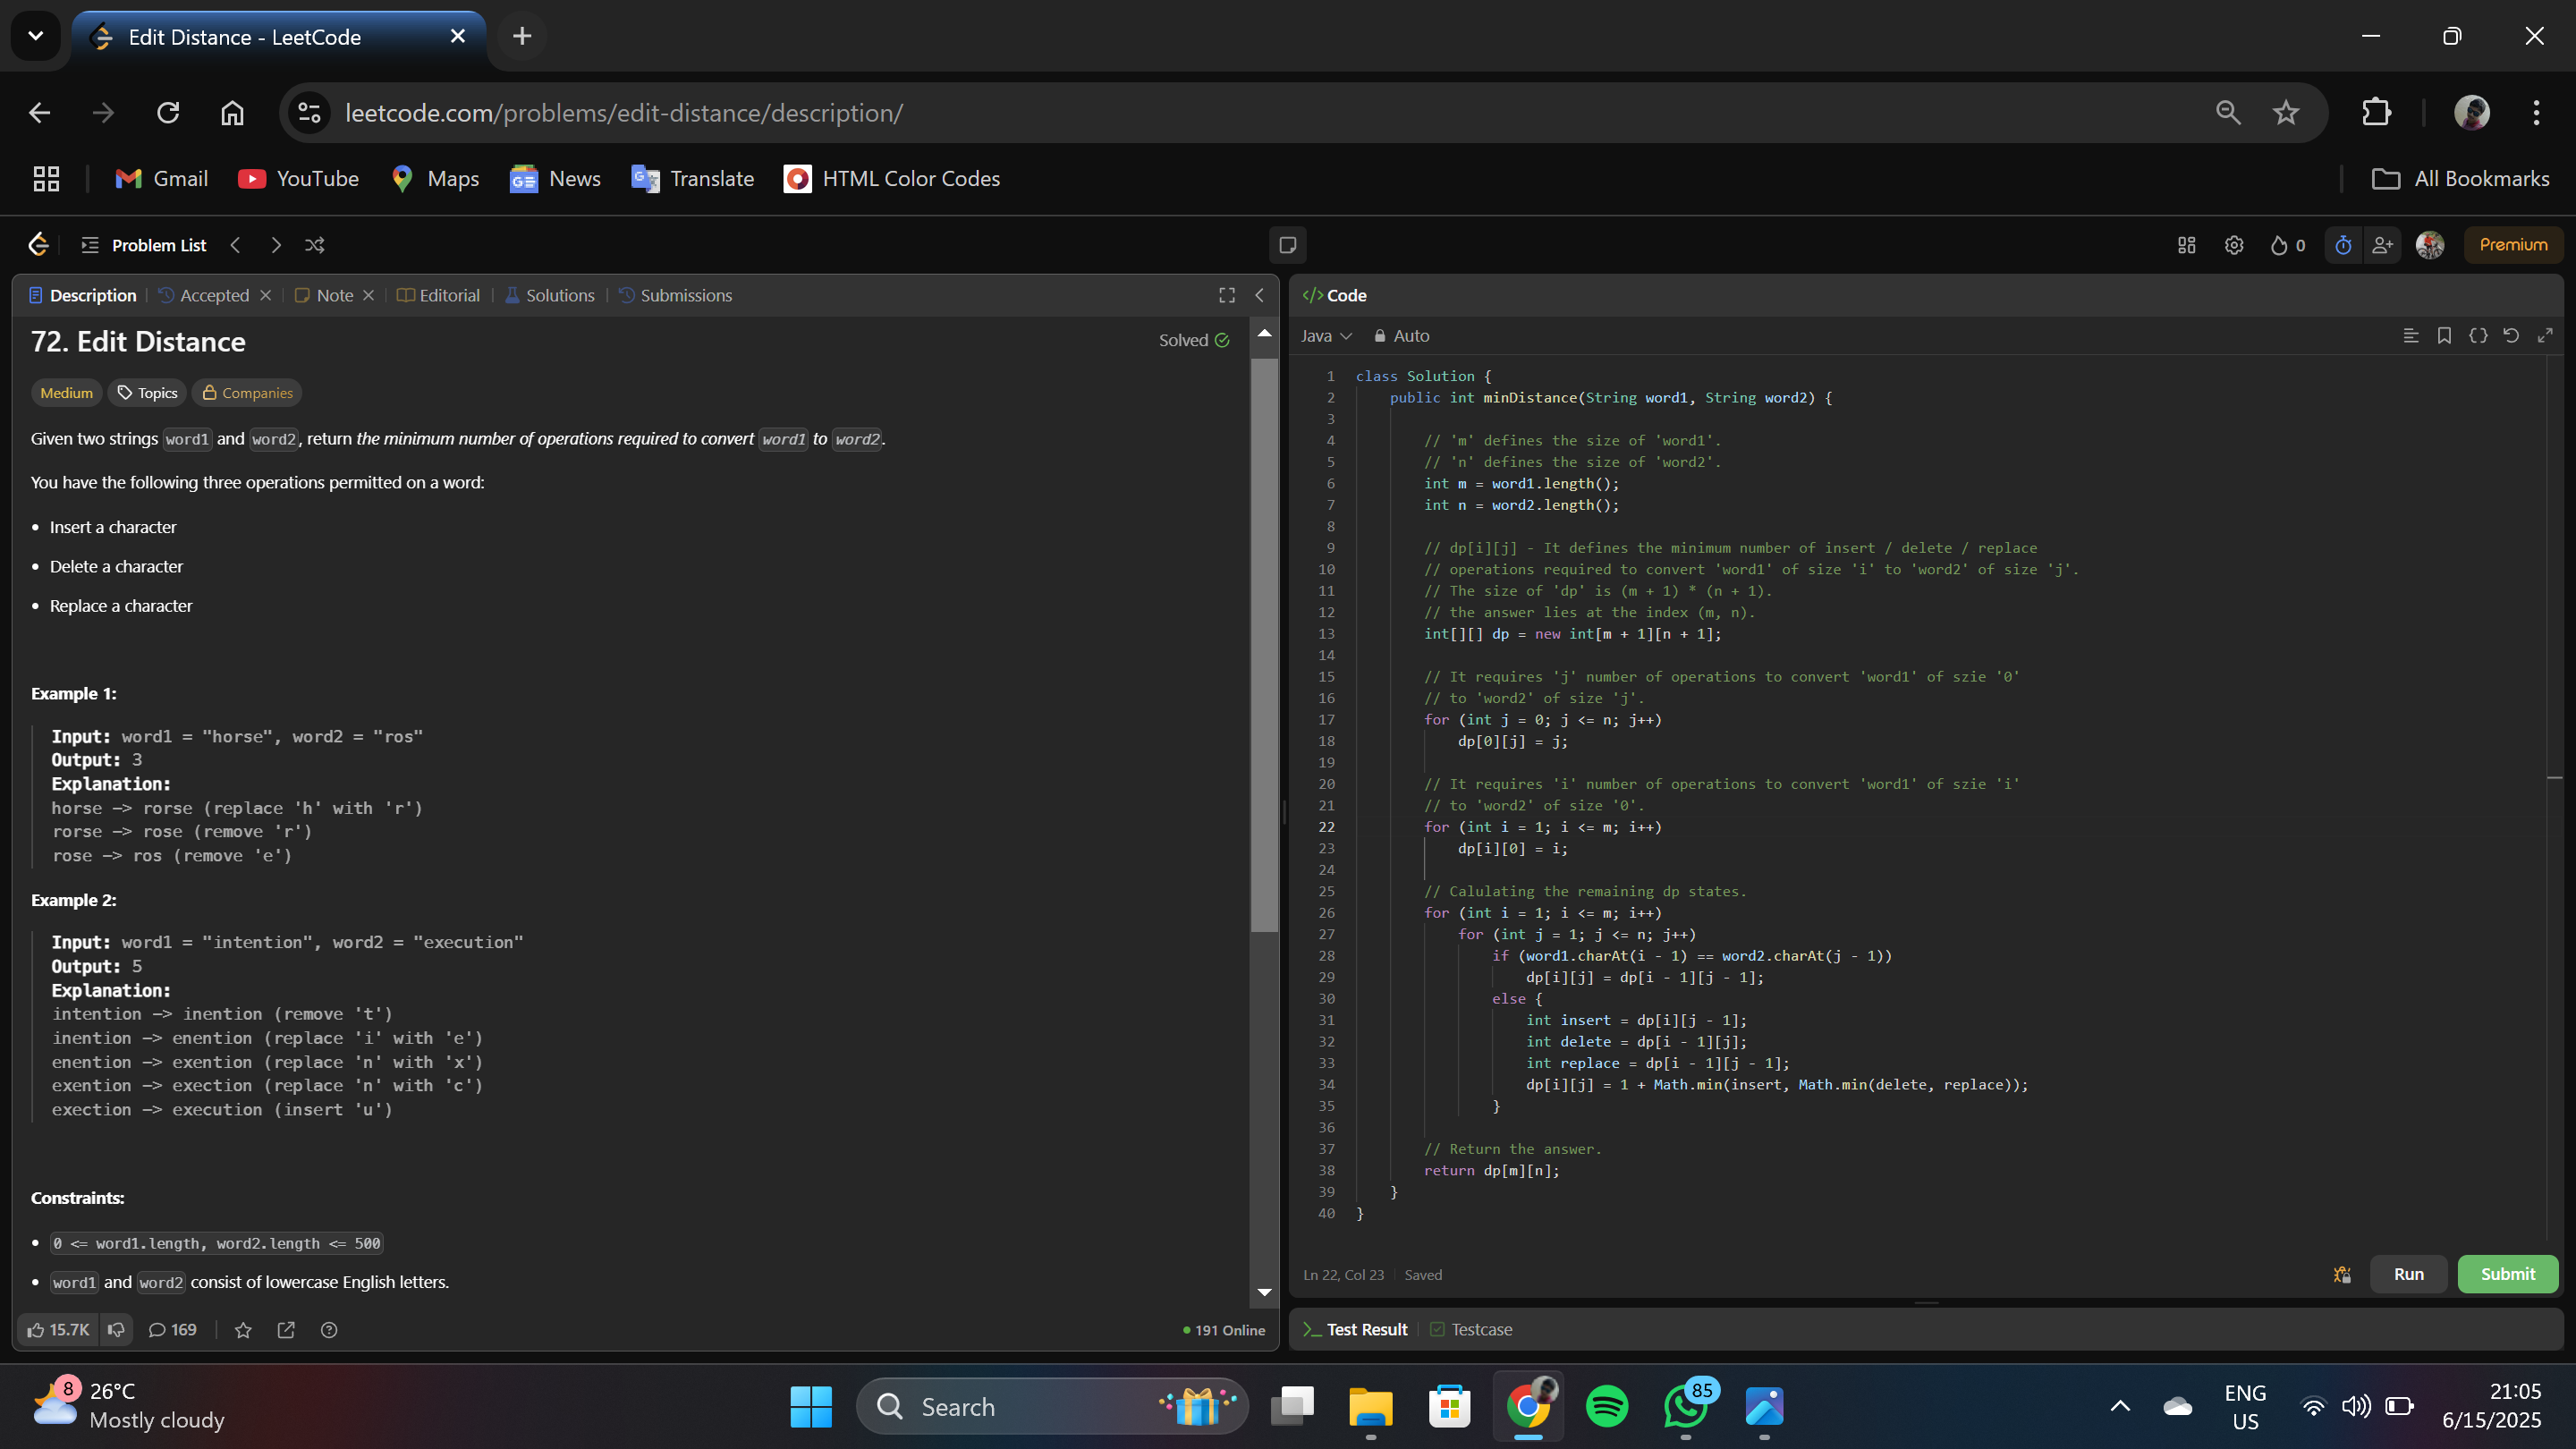 Edit Distance - LeetCode
leetcode.com/problems/edit-distance/description/
Gmail
YouTube
Maps
News
Translate
HTML Color Codes
All Bookmarks
Problem List
0
Premium
Description
Accepted
Note
Editorial
Solutions
Submissions
72. Edit Distance
Solved
Medium
Topics
Companies
Given two strings word1 and word2, return the minimum number of operations required to convert word1 to word2.
You have the following three operations permitted on a word:
• Insert a character
• Delete a character
• Replace a character
Example 1:
Input: word1 = "horse", word2 = "ros"
Output: 3
Explanation:
horse -> rorse (replace 'h' with 'r')
rorse -> rose (remove 'r')
rose -> ros (remove 'e')
Example 2:
Input: word1 = "intention", word2 = "execution"
Output: 5
Explanation:
intention -> inention (remove 't')
inention -> enention (replace 'i' with 'e')
enention -> exention (replace 'n' with 'x')
exention -> exection (replace 'n' with 'c')
exection -> execution (insert 'u')
Constraints:
• 0 <= word1.length, word2.length <= 500
• word1 and word2 consist of lowercase English letters.
15.7K
169
191 Online
</> Code
Java
Auto
1 class Solution {
2 public int minDistance(String word1, String word2) {
3
4 // 'm' defines the size of 'word1'.
5 // 'n' defines the size of 'word2'.
6 int m = word1.length();
7 int n = word2.length();
8
9 // dp[i][j] - It defines the minimum number of insert / delete / replace
10 // operations required to convert 'word1' of size 'i' to 'word2' of size 'j'.
11 // The size of 'dp' is (m + 1) * (n + 1).
12 // the answer lies at the index (m, n).
13 int[][] dp = new int[m + 1][n + 1];
14
15 // It requires 'j' number of operations to convert 'word1' of szie '0'
16 // to 'word2' of size 'j'.
17 for (int j = 0; j <= n; j++)
18 dp[0][j] = j;
19
20 // It requires 'i' number of operations to convert 'word1' of szie 'i'
21 // to 'word2' of size '0'.
22 for (int i = 1; i <= m; i++)
23 dp[i][0] = i;
24
25 // Calulating the remaining dp states.
26 for (int i = 1; i <= m; i++)
27 for (int j = 1; j <= n; j++)
28 if (word1.charAt(i - 1) == word2.charAt(j - 1))
29 dp[i][j] = dp[i - 1][j - 1];
30 else {
31 int insert = dp[i][j - 1];
32 int delete = dp[i - 1][j];
33 int replace = dp[i - 1][j - 1];
34 dp[i][j] = 1 + Math.min(insert, Math.min(delete, replace));
35 }
36
37 // Return the answer.
38 return dp[m][n];
39 }
40 }
Ln 22, Col 23
Saved
Run
Submit
Test Result
Testcase
8
26°C
Mostly cloudy
Search
85
ENG
US
21:05
6/15/2025